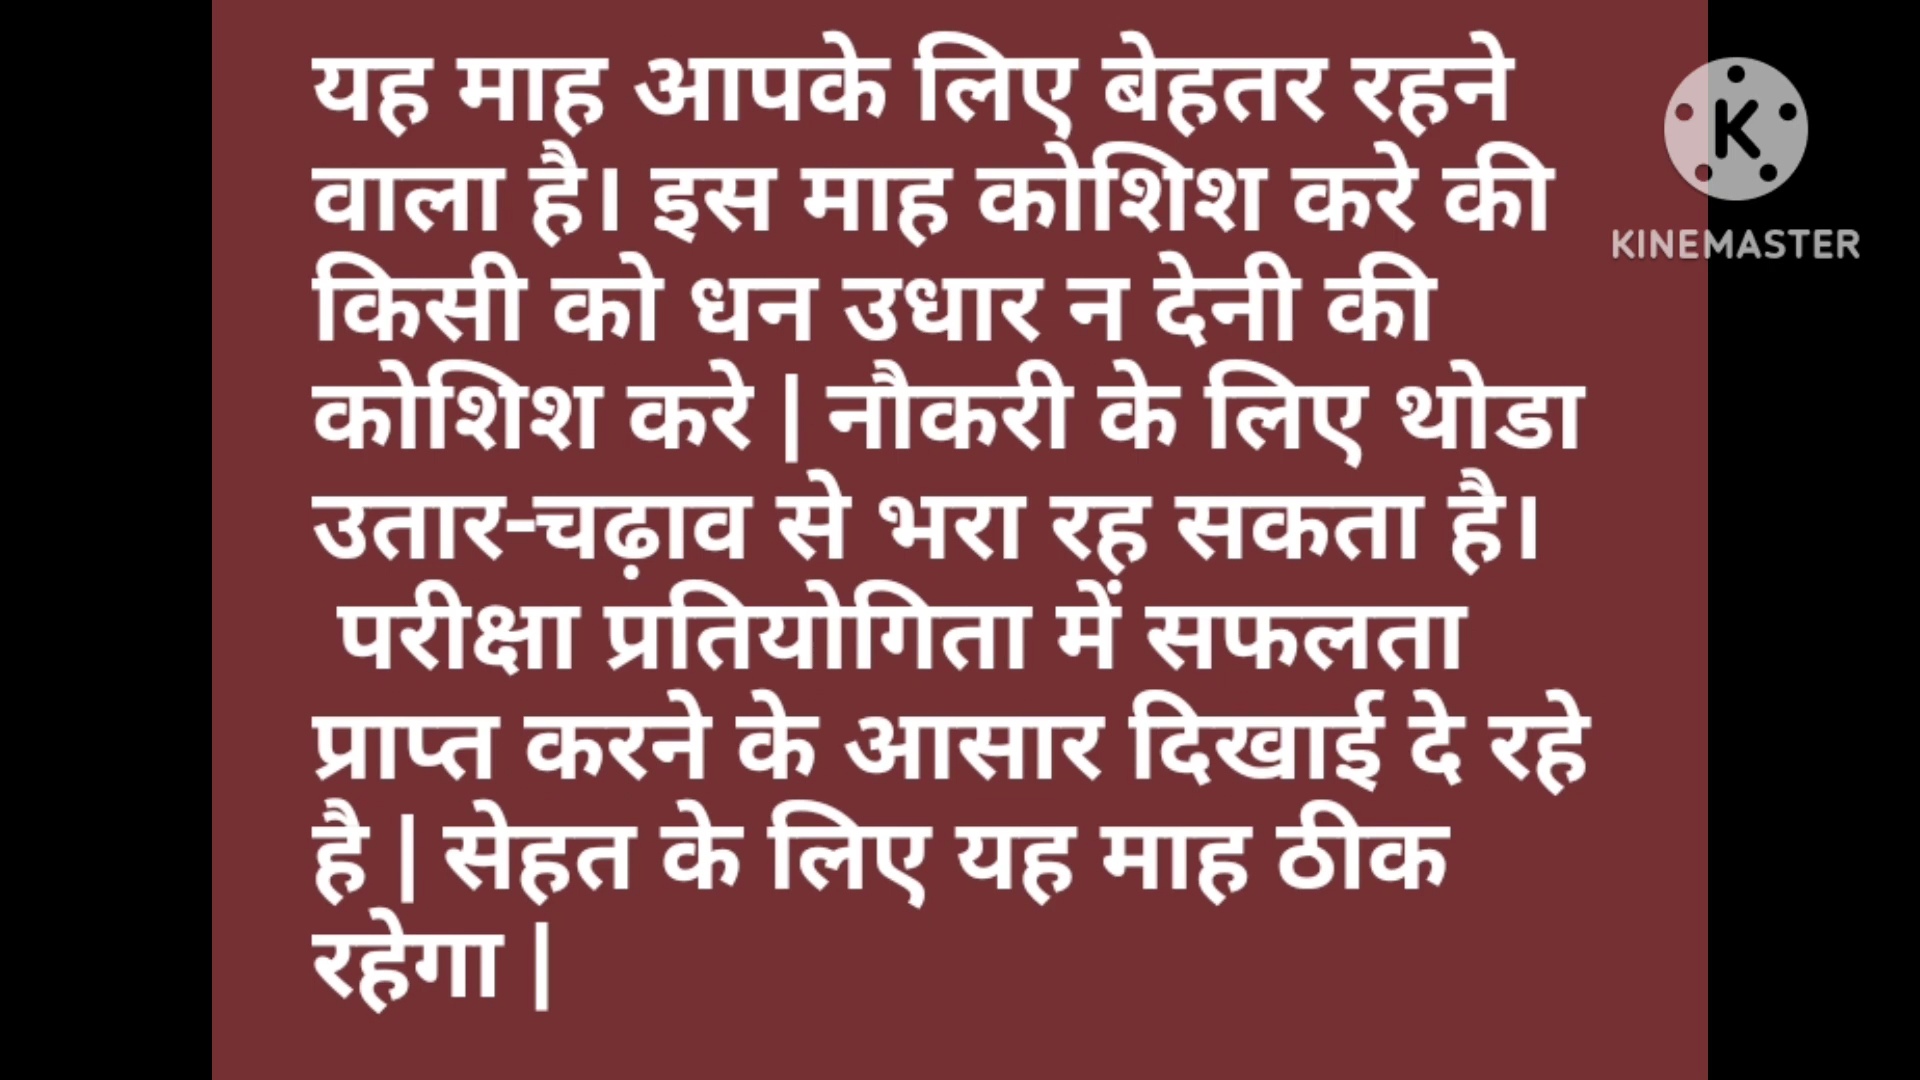 यह माह आपके लिए बेहतर रहने
वाला है। इस माह कोशिश करे की
किसी को धन उधार न देनी की
कोशिश करे | नौकरी के लिए थोडा
उतार-चढ़ाव से भरा रह सकता है।
परीक्षा प्रतियोगिता में सफलता
प्राप्त करने के आसार दिखाई दे रहे
है | सेहत के लिए यह माह ठीक
रहेगा |
K
KINEMASTER